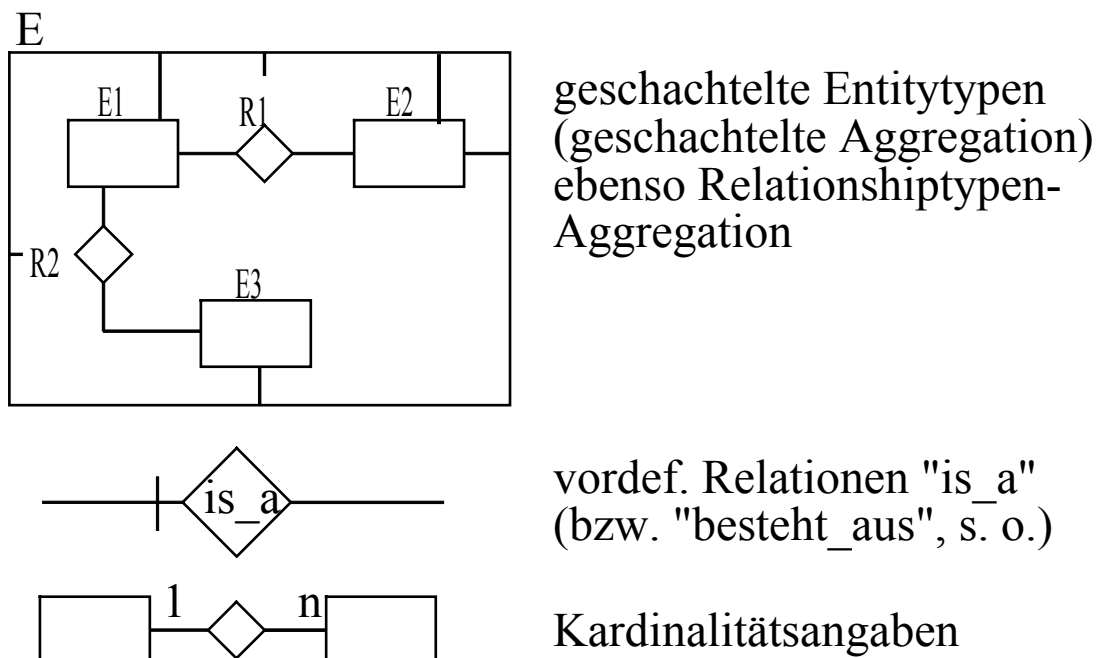 E
E1
R1
E2
geschachtelte Entitytypen
(geschachtelte Aggregation)
ebenso Relationshiptypen-
Aggregation
R2
E3
is_a
vordef. Relationen "is_a"
(bzw. "besteht_aus", s. o.)
1
n
Kardinalitätsangaben